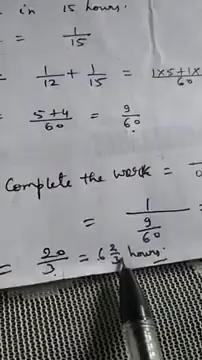 in 15 hours.
= 1/15
1/12 + 1/15 = 1×5+1×
60
= 5+4/60 = 9/60
Complete the work =
= 1/(9/60) =
= 20/3 = 6 2/3 hours.